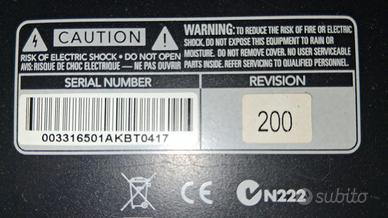 CAUTION
RISK OF ELECTRIC SHOCK • DO NOT OPEN
AVIS: RISQUE DE CHOC ELECTRIQUE — NE PAS OUVRIR
WARNING: TO REDUCE THE RISK OF FIRE OR ELECTRIC
SHOCK, DO NOT EXPOSE THIS EQUIPMENT TO RAIN OR
MOISTURE. DO NOT REMOVE COVER. NO USER SERVICEABLE
PARTS INSIDE. REFER SERVICING TO QUALIFIED PERSONNEL.
SERIAL NUMBER
003316501AKBT0417
REVISION
200
CE
N222
subito